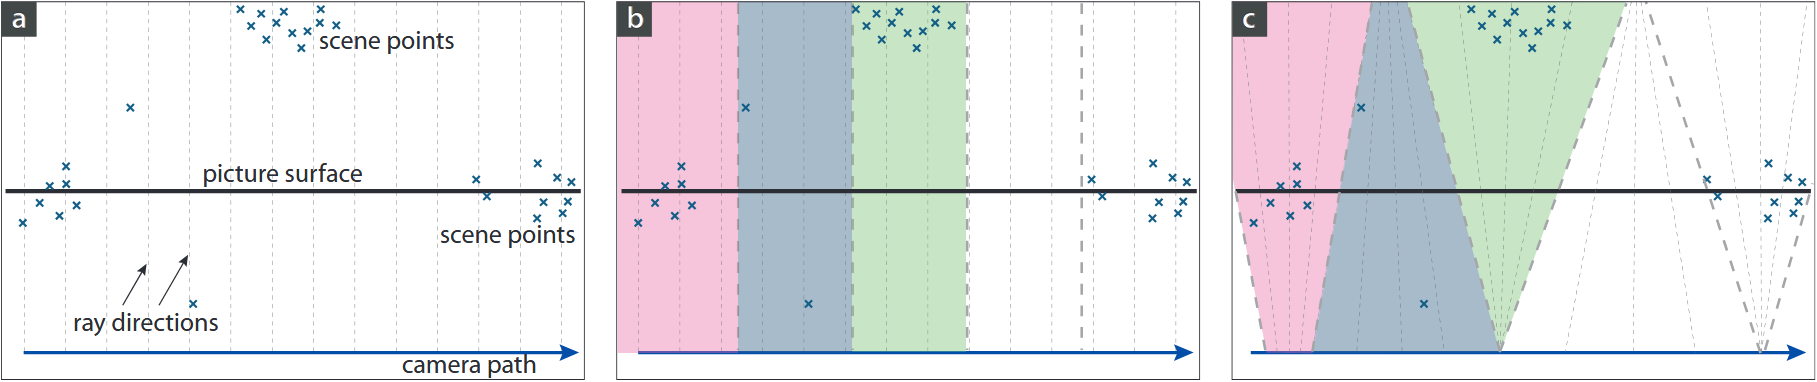 a
scene points
picture surface
scene points
ray directions
camera path
b
c